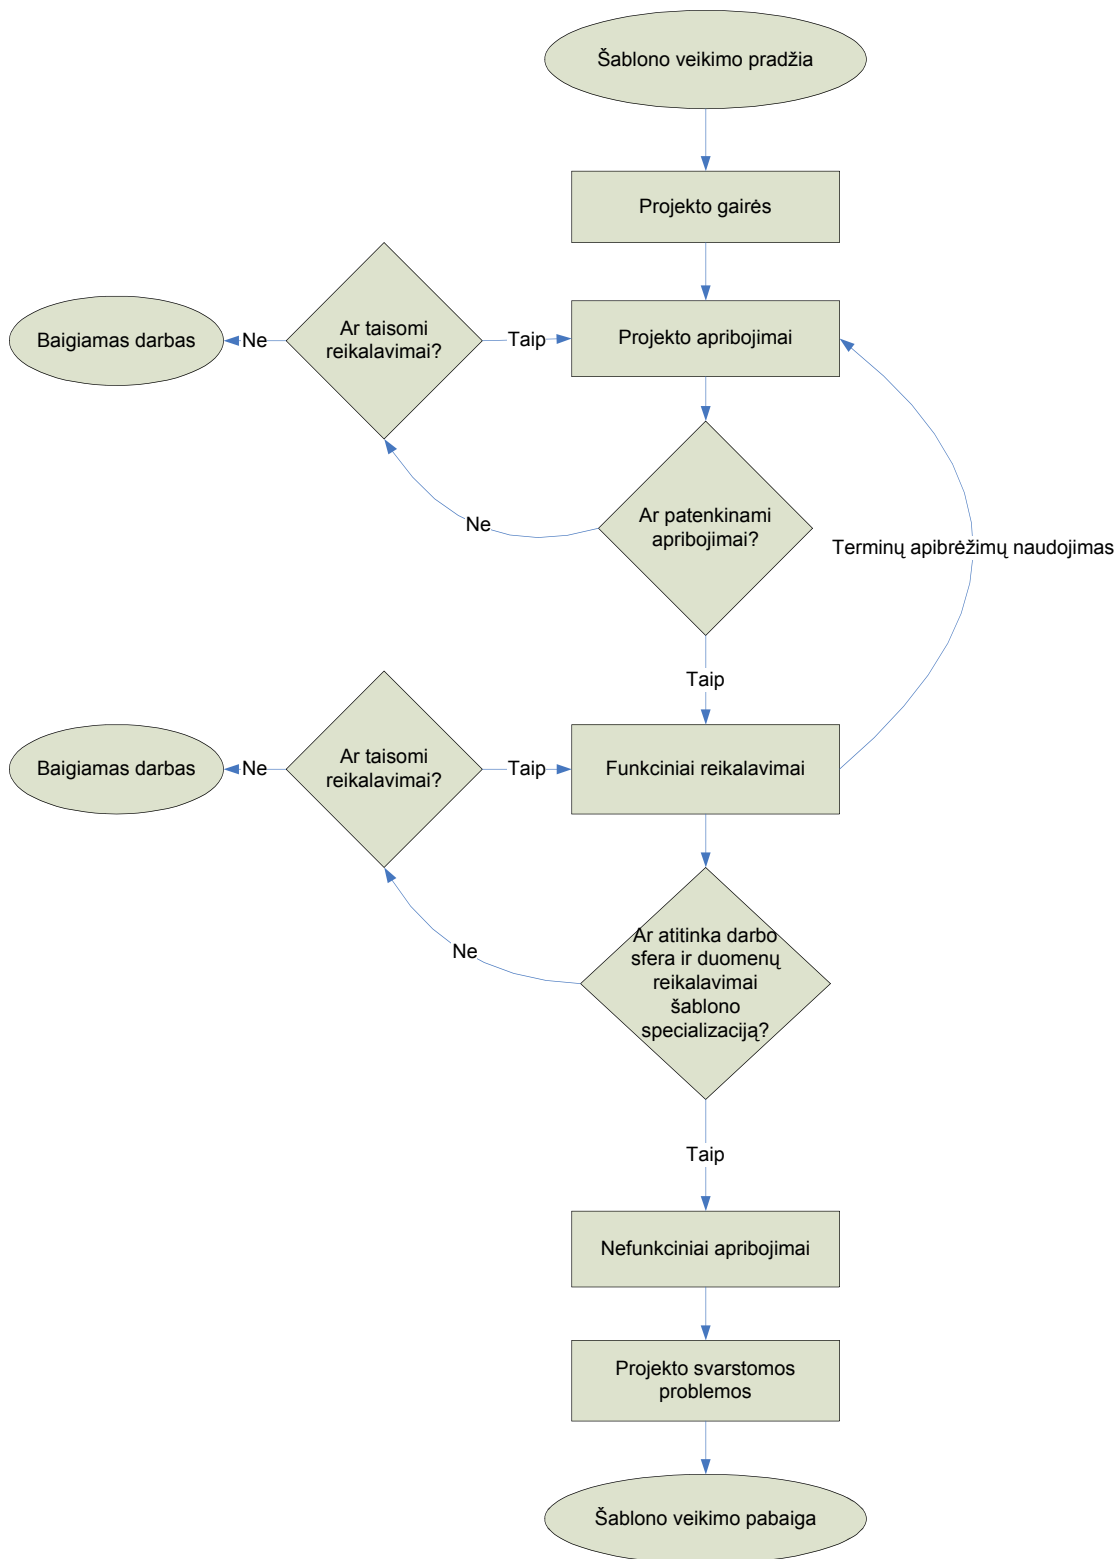 Šablono veikimo pradžia
Projekto gairės
Baigiamas darbas
Ne
Ar taisomi
reikalavimai?
Taip
Projekto apribojimai
Ne
Ar patenkinami
apribojimai?
Terminų apibrėžimų naudojimas
Taip
Baigiamas darbas
Ne
Ar taisomi
reikalavimai?
Taip
Funkciniai reikalavimai
Ne
Ar atitinka darbo
sfera ir duomenų
reikalavimai
šablono
specializaciją?
Taip
Nefunkciniai apribojimai
Projekto svarstomos
problemos
Šablono veikimo pabaiga